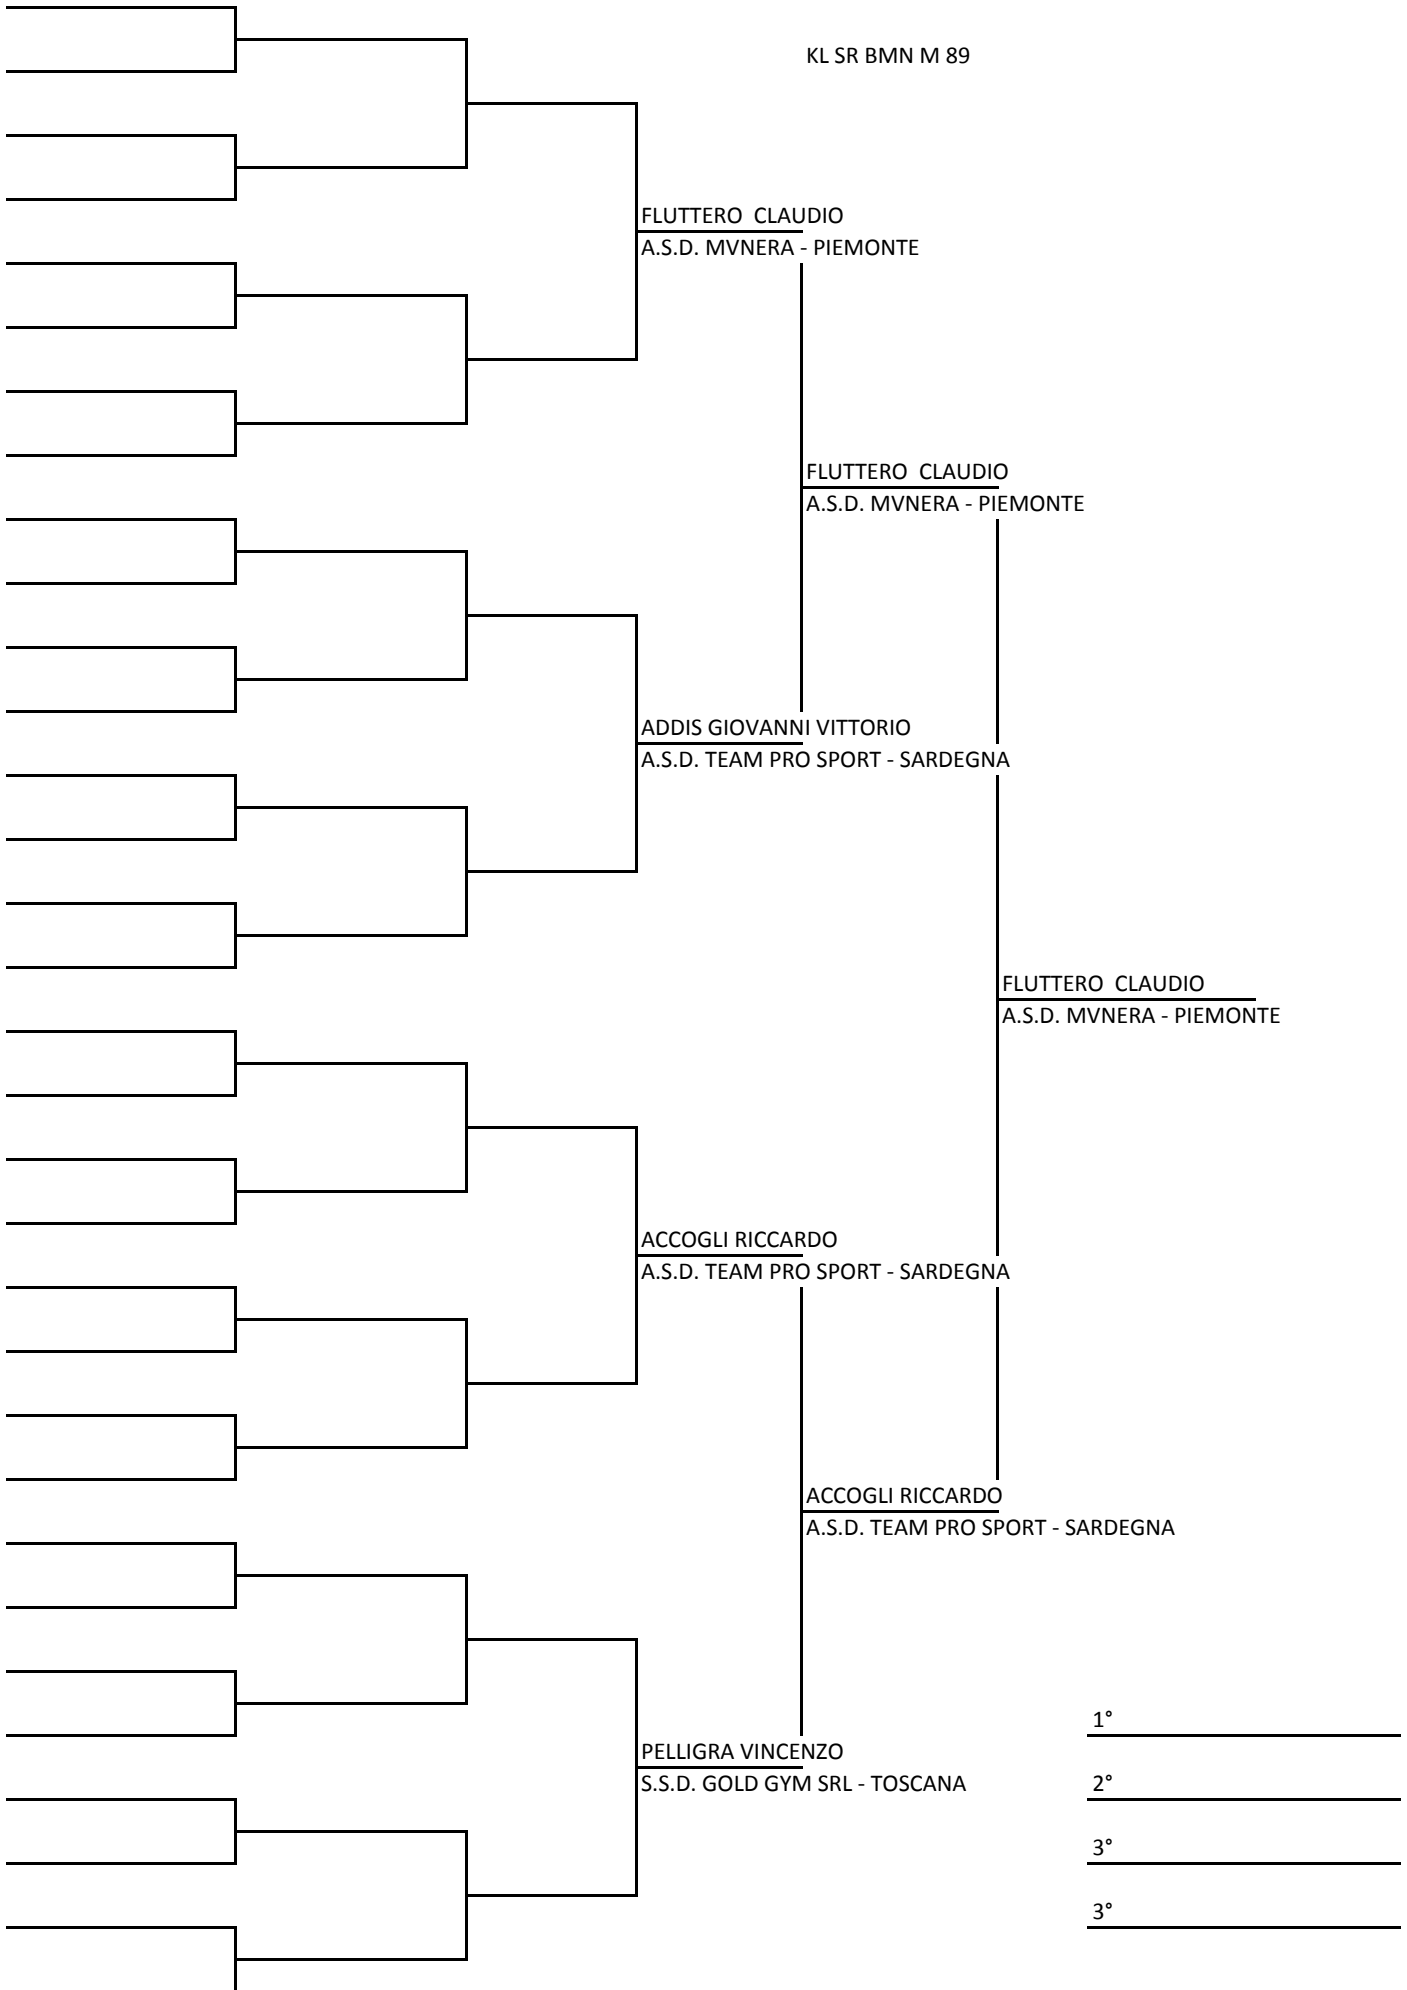 KL SR BMN M 89
FLUTTERO  CLAUDIO
A.S.D. MVNERA - PIEMONTE
FLUTTERO  CLAUDIO
A.S.D. MVNERA - PIEMONTE
ADDIS GIOVANNI VITTORIO
A.S.D. TEAM PRO SPORT - SARDEGNA
FLUTTERO  CLAUDIO
A.S.D. MVNERA - PIEMONTE
ACCOGLI RICCARDO
A.S.D. TEAM PRO SPORT - SARDEGNA
ACCOGLI RICCARDO
A.S.D. TEAM PRO SPORT - SARDEGNA
PELLIGRA VINCENZO
S.S.D. GOLD GYM SRL - TOSCANA
1°
2°
3°
3°